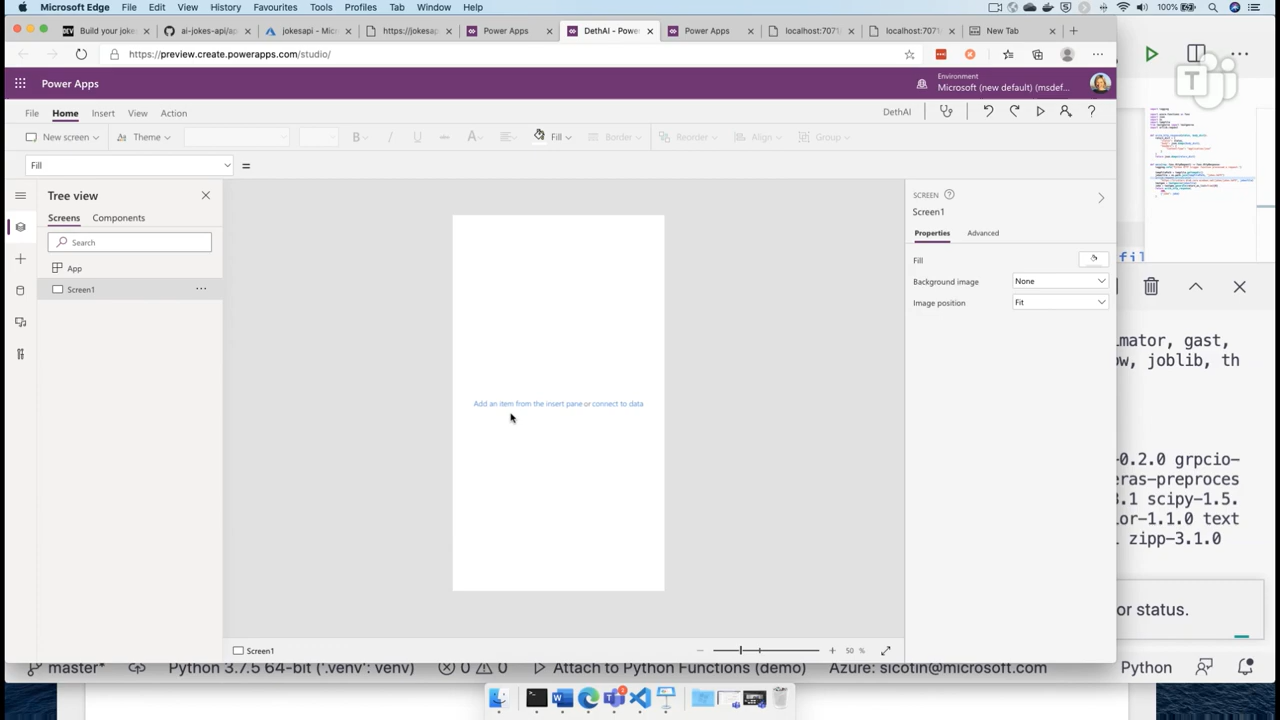 Microsoft Edge File Edit View History Favourites Tools Profiles Tab Window Help 100%
Build your joke
ai-jokes-api/ap
jokesapi - Micr
https://jokesap
Power Apps
DethAI - Powe
Power Apps
localhost:7071
localhost:7071
New Tab
https://preview.create.powerapps.com/studio/
Power Apps
Environment
Microsoft (new default) (msdef...
File Home Insert View Action
DethAI
New screen Theme B U Fill Border Reorder Align Group
Fill =
Tree view
Screens Components
Search
App
Screen1
Add an item from the insert pane or connect to data
SCREEN
Screen1
Properties Advanced
Fill
Background image None
Image position Fit
Screen1
50 %
T
fil
mator, gast,
ow, joblib, th
-0.2.0 grpcio-
eras-preproces
3.1 scipy-1.5.
or-1.1.0 text
zipp-3.1.0
or status.
master* Python 3.7.5 64-bit ('.venv': venv) 0 0 Attach to Python Functions (demo) Azure: sicotin@microsoft.com Python